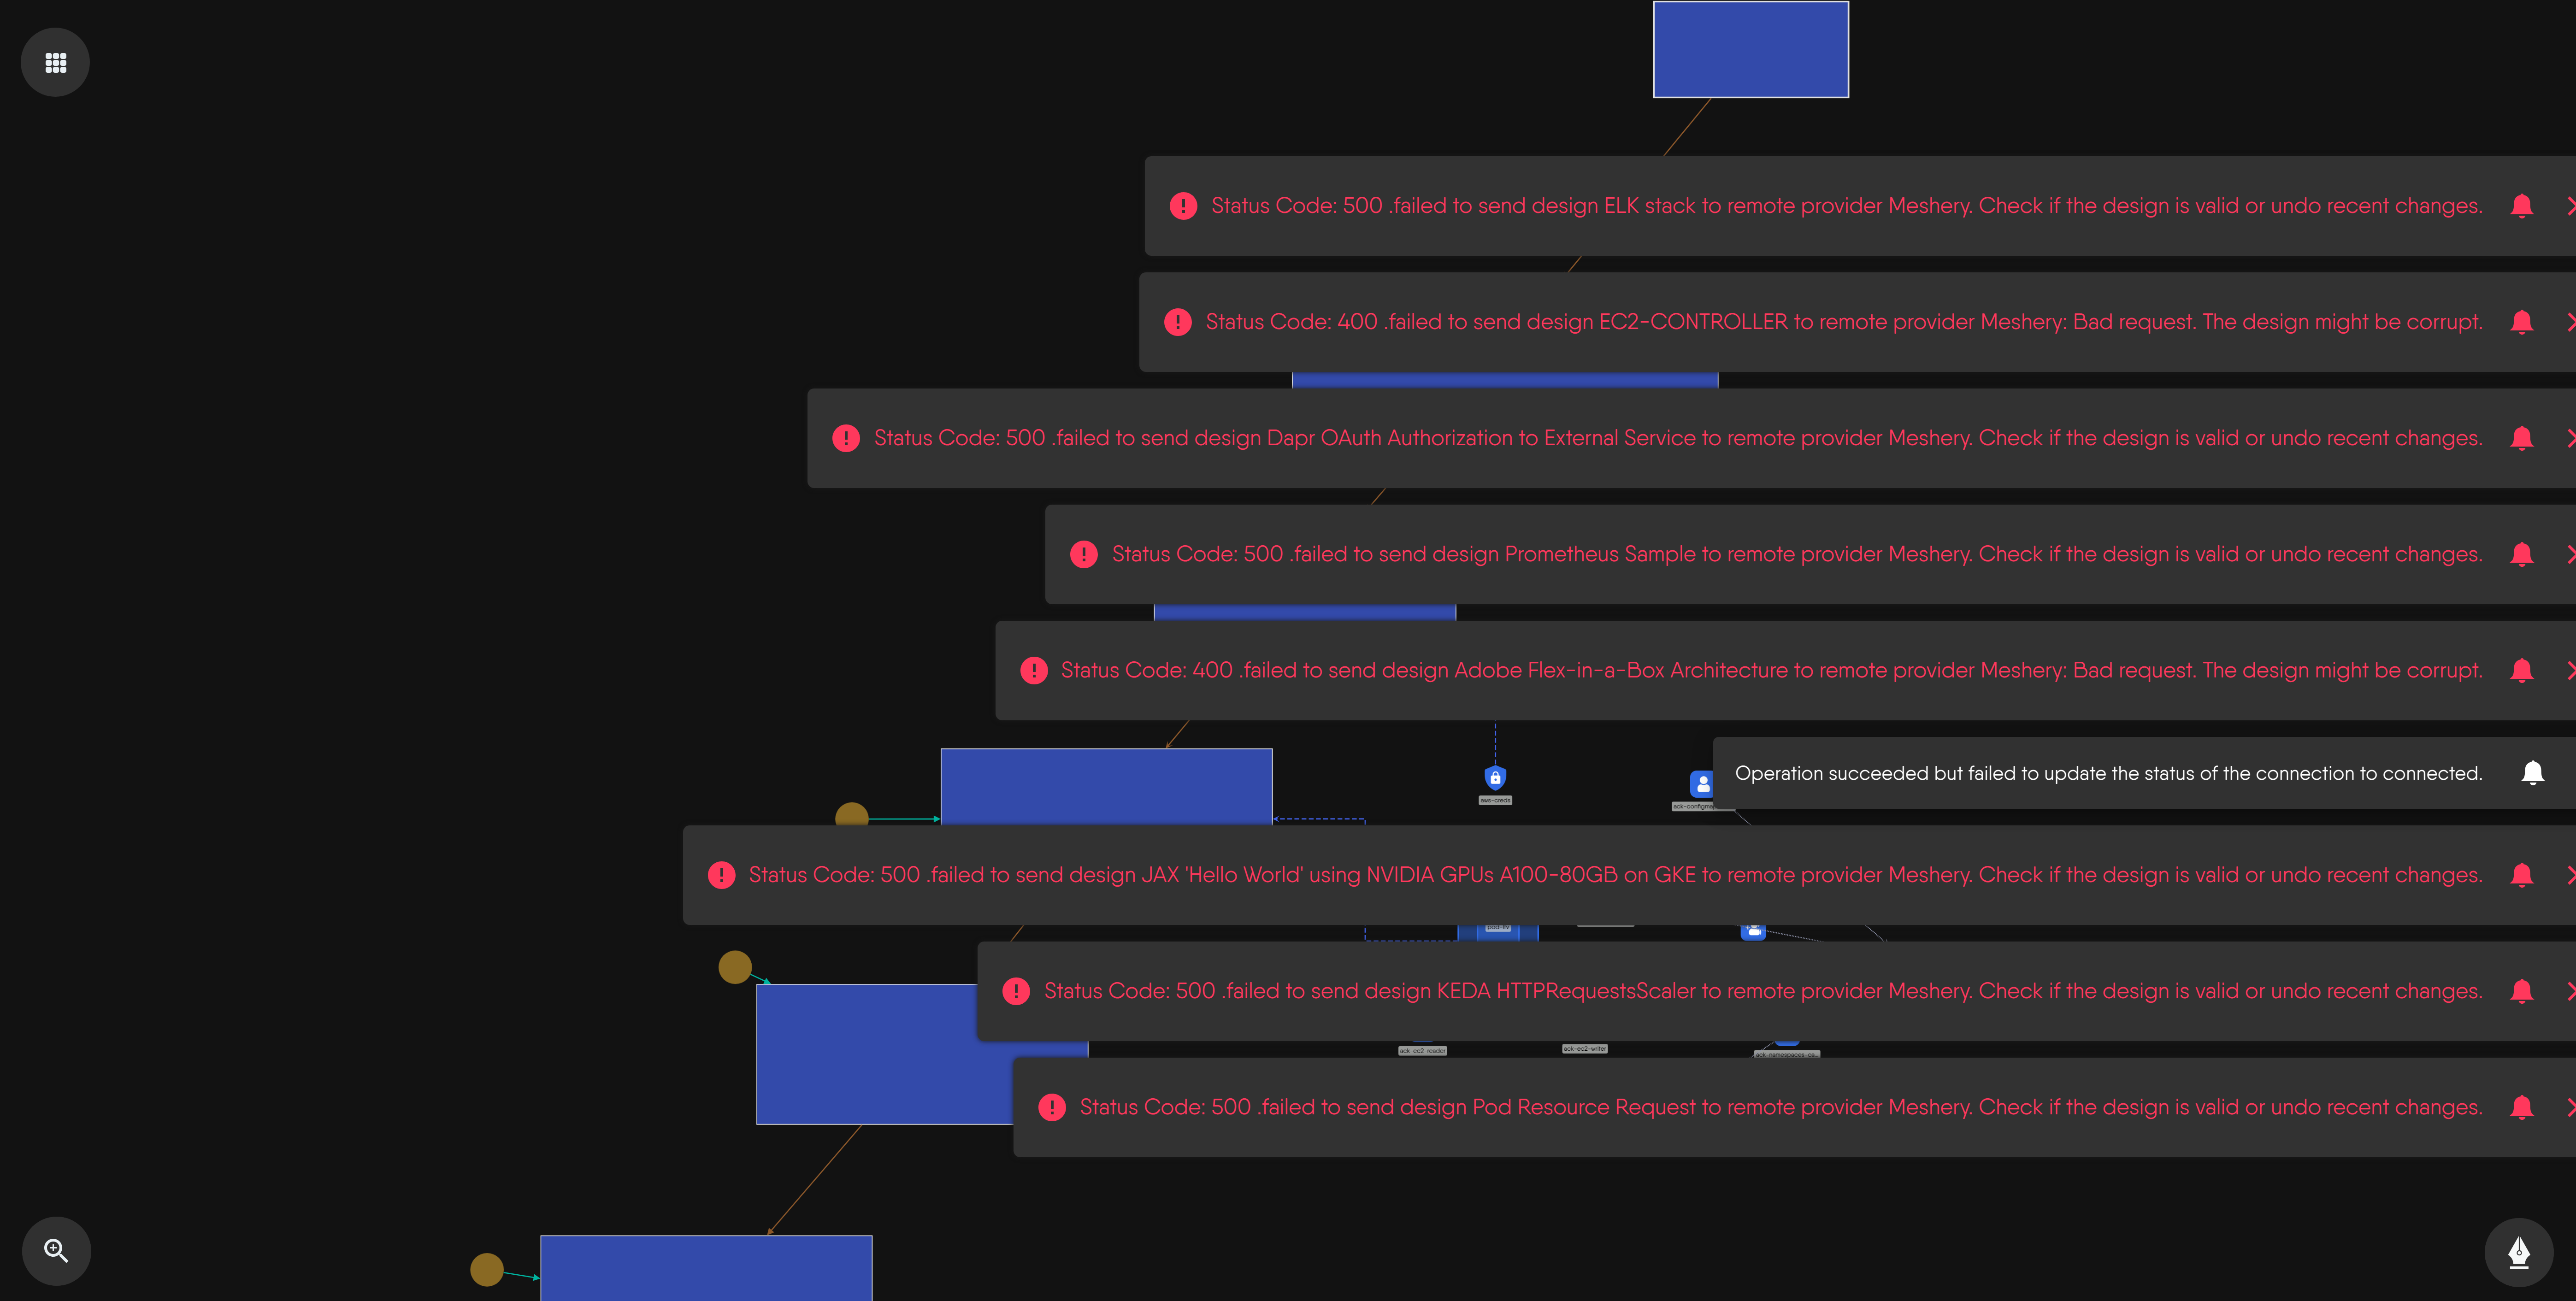 Status Code: 500 .failed to send design ELK stack to remote provider Meshery. Check if the design is valid or undo recent changes.
Status Code: 400 .failed to send design EC2-CONTROLLER to remote provider Meshery: Bad request. The design might be corrupt.
Status Code: 500 .failed to send design Dapr OAuth Authorization to External Service to remote provider Meshery. Check if the design is valid or undo recent changes.
Status Code: 500 .failed to send design Prometheus Sample to remote provider Meshery. Check if the design is valid or undo recent changes.
Status Code: 400 .failed to send design Adobe Flex-in-a-Box Architecture to remote provider Meshery: Bad request. The design might be corrupt.
Operation succeeded but failed to update the status of the connection to connected.
aws-creds
Status Code: 500 .failed to send design JAX 'Hello World' using NVIDIA GPUs A100-80GB on GKE to remote provider Meshery. Check if the design is valid or undo recent changes.
Status Code: 500 .failed to send design KEDA HTTPRequestsScaler to remote provider Meshery. Check if the design is valid or undo recent changes.
ack-ec2-reader
ack-ec2-writer
Status Code: 500 .failed to send design Pod Resource Request to remote provider Meshery. Check if the design is valid or undo recent changes.